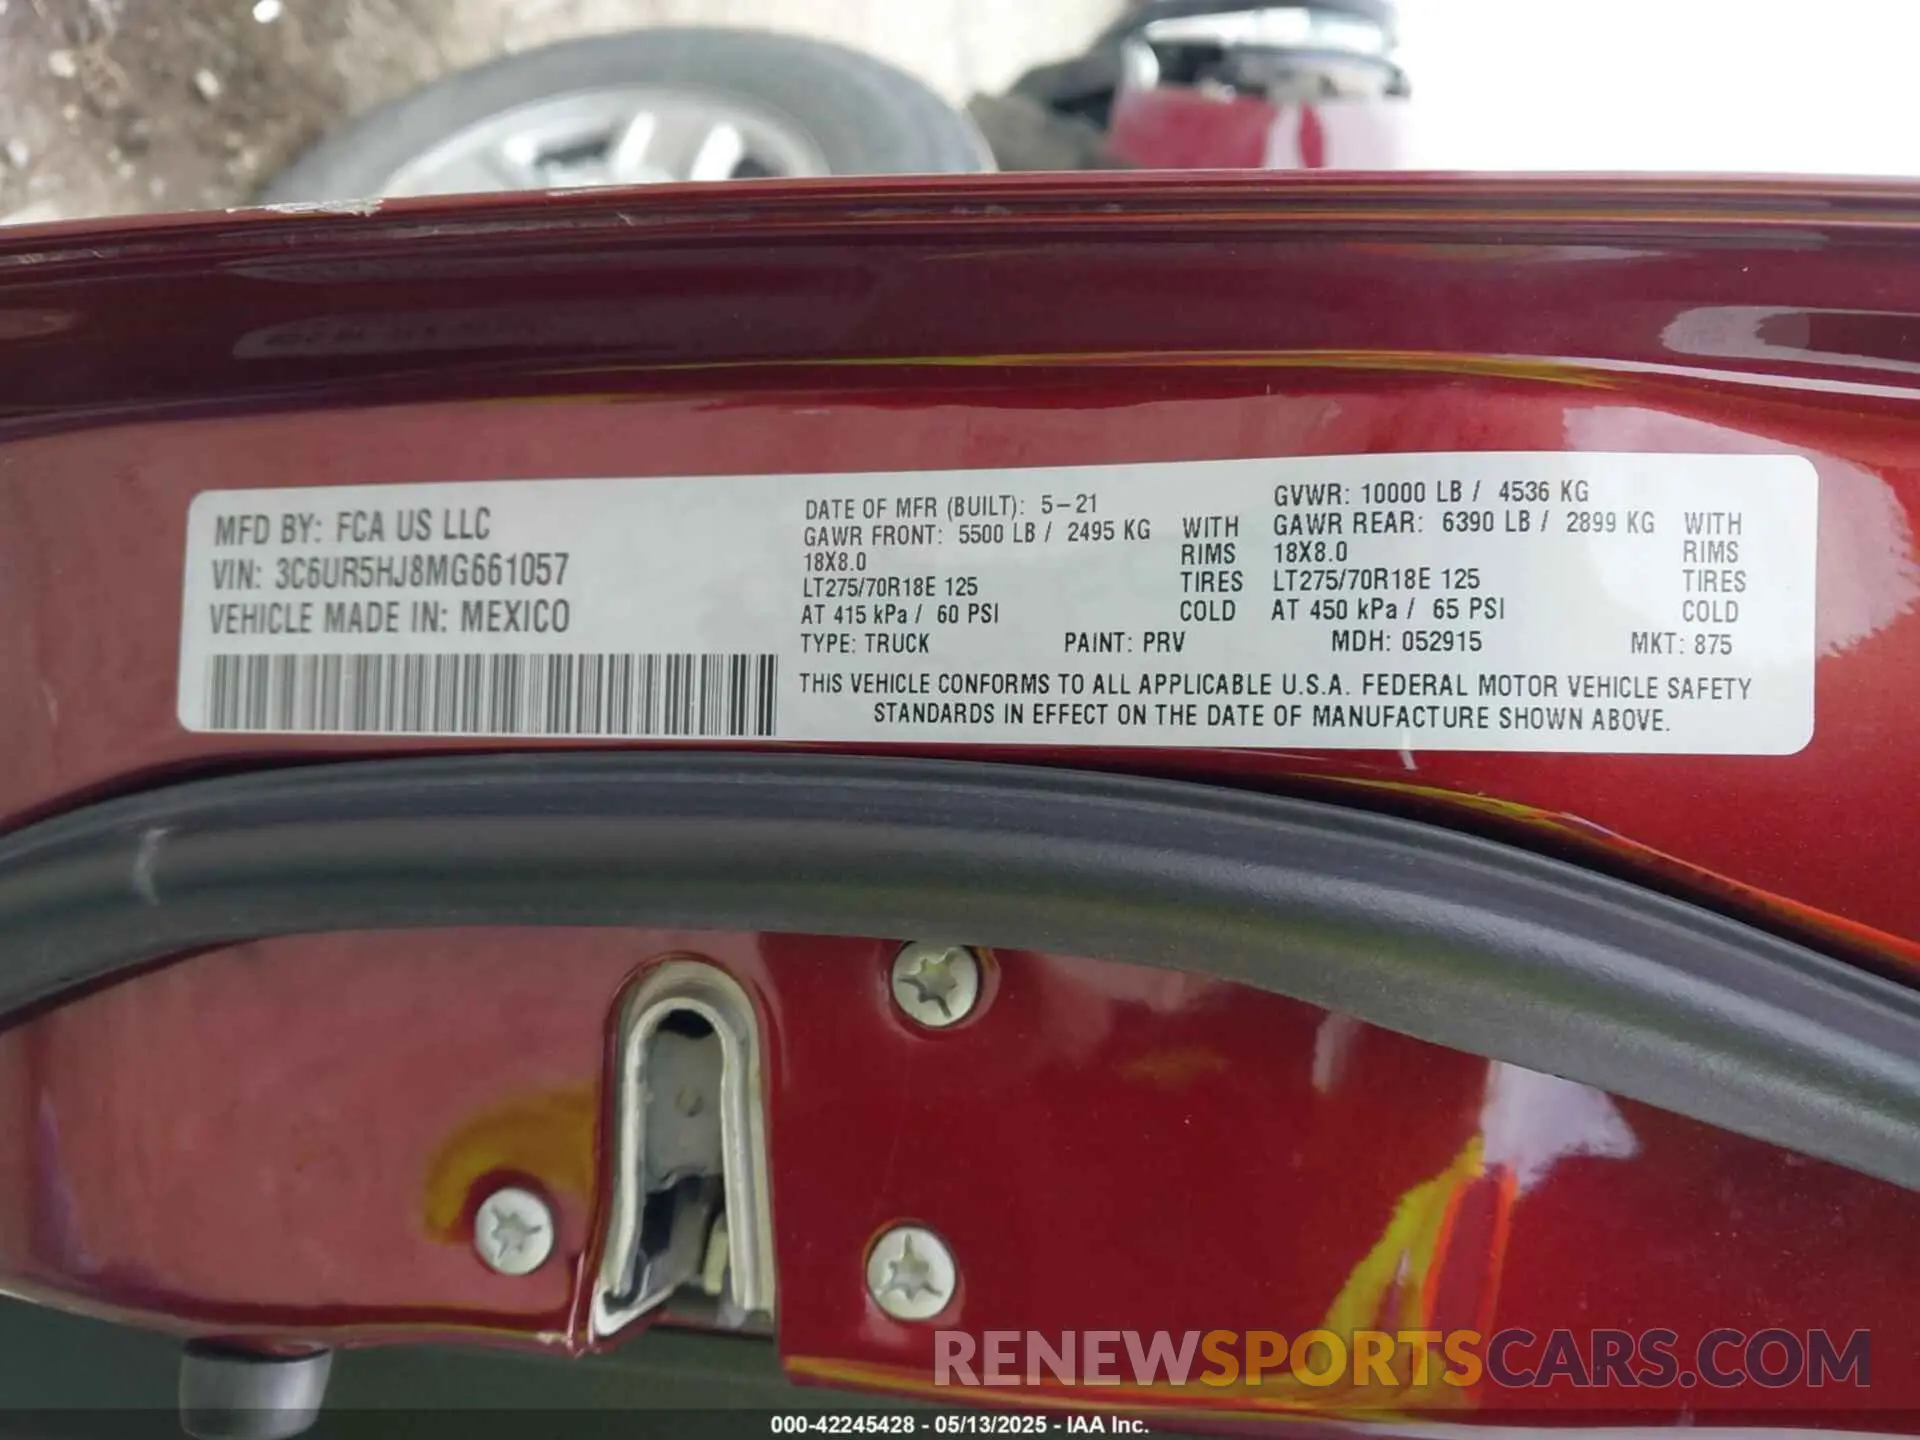 MFD BY: FCA US LLC
VIN: 3C6UR5HJ8MG661057
VEHICLE MADE IN: MEXICO
DATE OF MFR (BUILT): 5-21
GVWR: 10000 LB / 4536 KG
GAWR FRONT: 5500 LB / 2495 KG WITH GAWR REAR: 6390 LB / 2899 KG WITH
18X8.0 RIMS 18X8.0 RIMS
LT275/70R18E 125 TIRES LT275/70R18E 125 TIRES
AT 415 kPa / 60 PSI COLD AT 450 kPa / 65 PSI COLD
TYPE: TRUCK PAINT: PRV MDH: 052915 MKT: 875
THIS VEHICLE CONFORMS TO ALL APPLICABLE U.S.A. FEDERAL MOTOR VEHICLE SAFETY
STANDARDS IN EFFECT ON THE DATE OF MANUFACTURE SHOWN ABOVE.
RENEWSPORTSCARS.COM
000-42245428 - 05/13/2025 - IAA Inc.